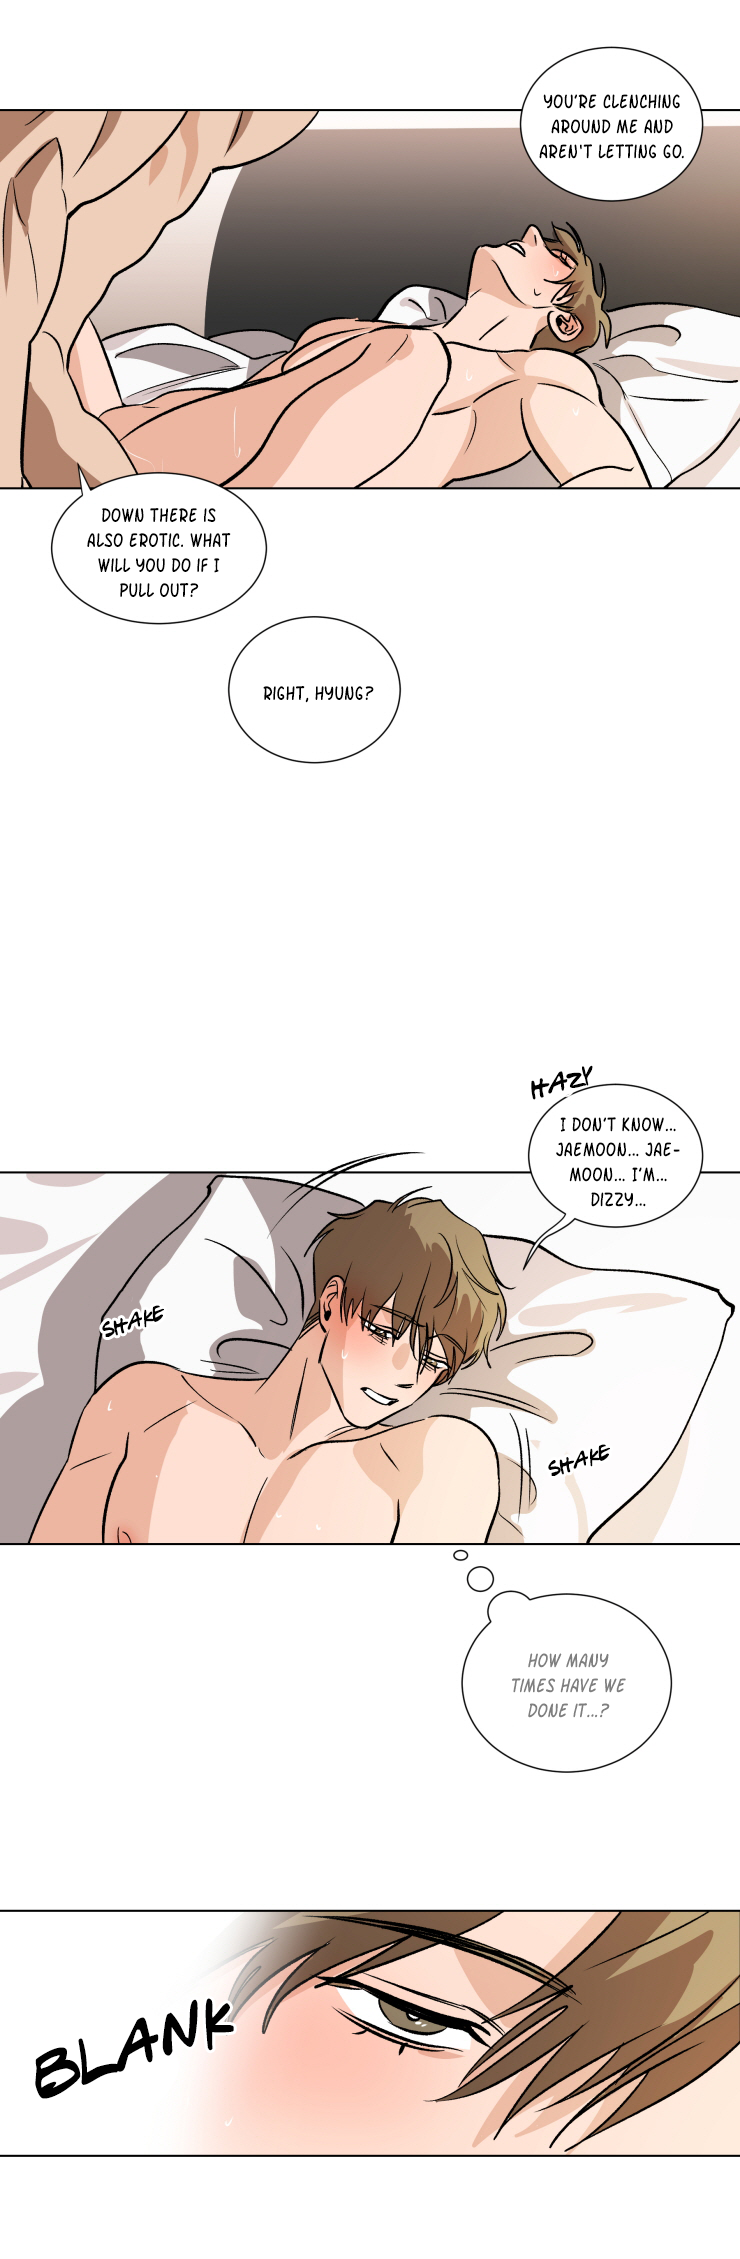 YOU'RE CLENCHING
AROUND ME AND
AREN'T LETTING GO.
DOWN THERE IS
ALSO EROTIC. WHAT
WILL YOU DO IF I
PULL OUT?
RIGHT, HYUNG?
HAZY
I DON'T KNOW...
JAEMOON... JAE-
MOON... I'M...
DIZZY...
SHAKE
SHAKE
HOW MANY
TIMES HAVE WE
DONE IT...?
BLANK